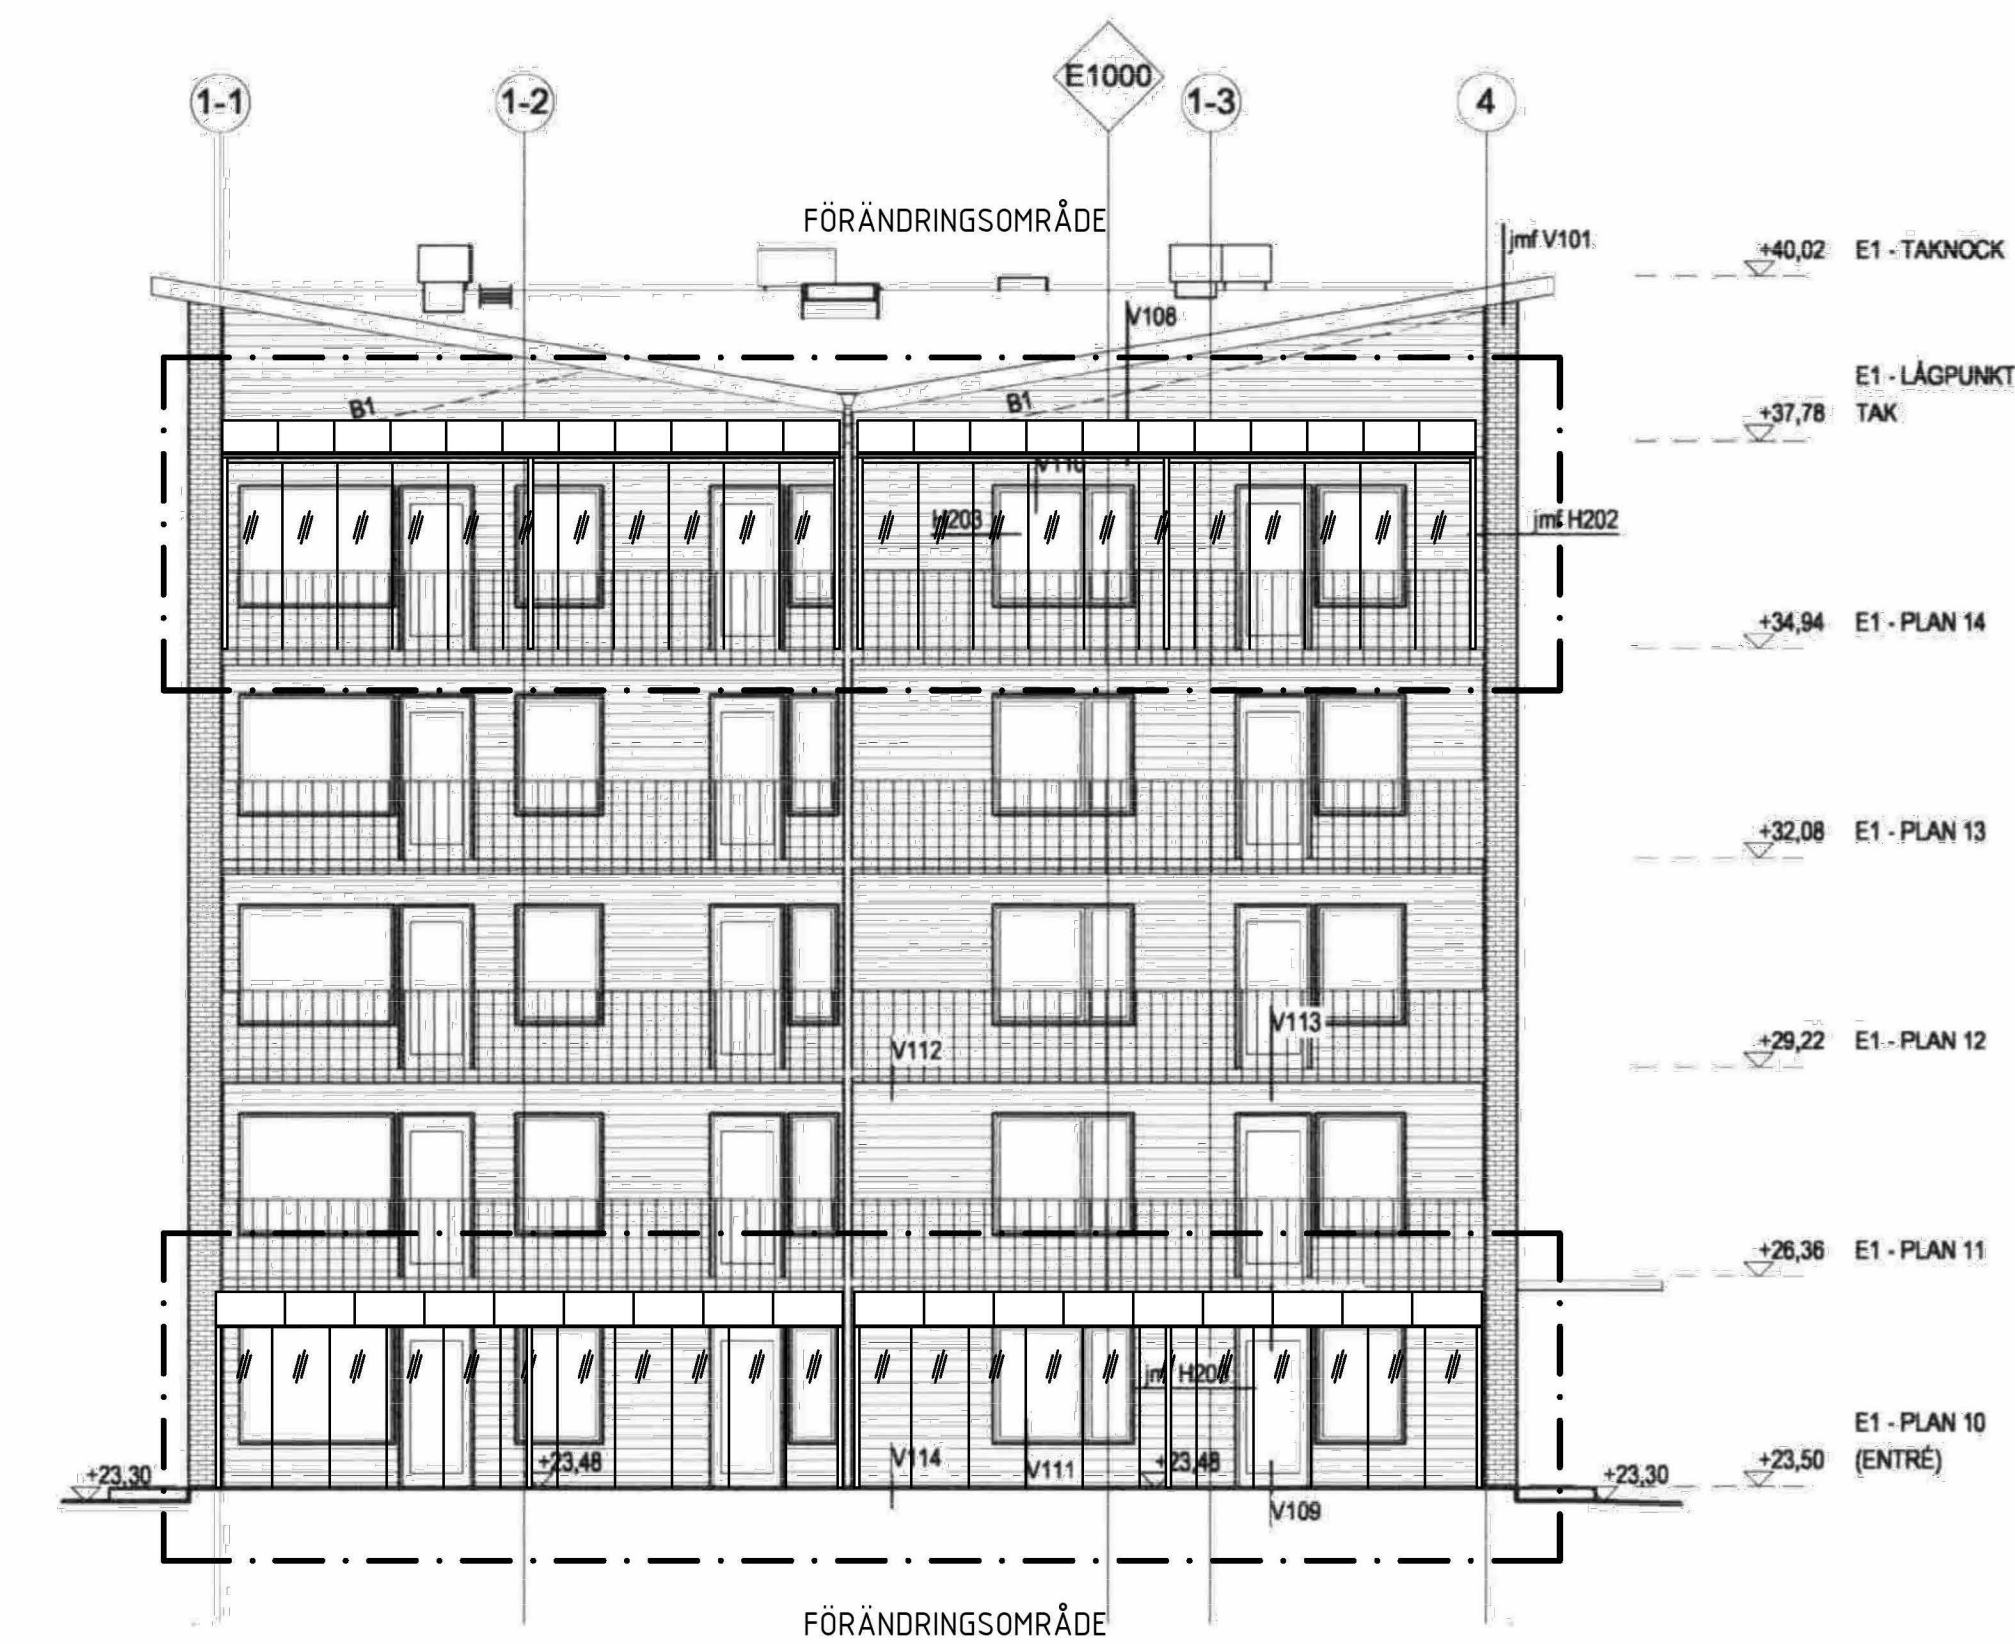 E1000
1-1
1-2
1-3
4
FÖRÄNDRINGSOMRÅDE
jmf V101
+40,02 E1 - TAKNOCK
V108
E1 - LÅGPUNKT
+37,78 TAK
B1
B1
V110
H203
jmf H202
+34,94 E1 - PLAN 14
+32,08 E1 - PLAN 13
V113
V112
+29,22 E1 - PLAN 12
+26,36 E1 - PLAN 11
jmf
E1 - PLAN 10
+23,50 (ENTRÉ)
+23,30
+23,48
V114
V111
+23,48
+23,30
V109
FÖRÄNDRINGSOMRÅDE